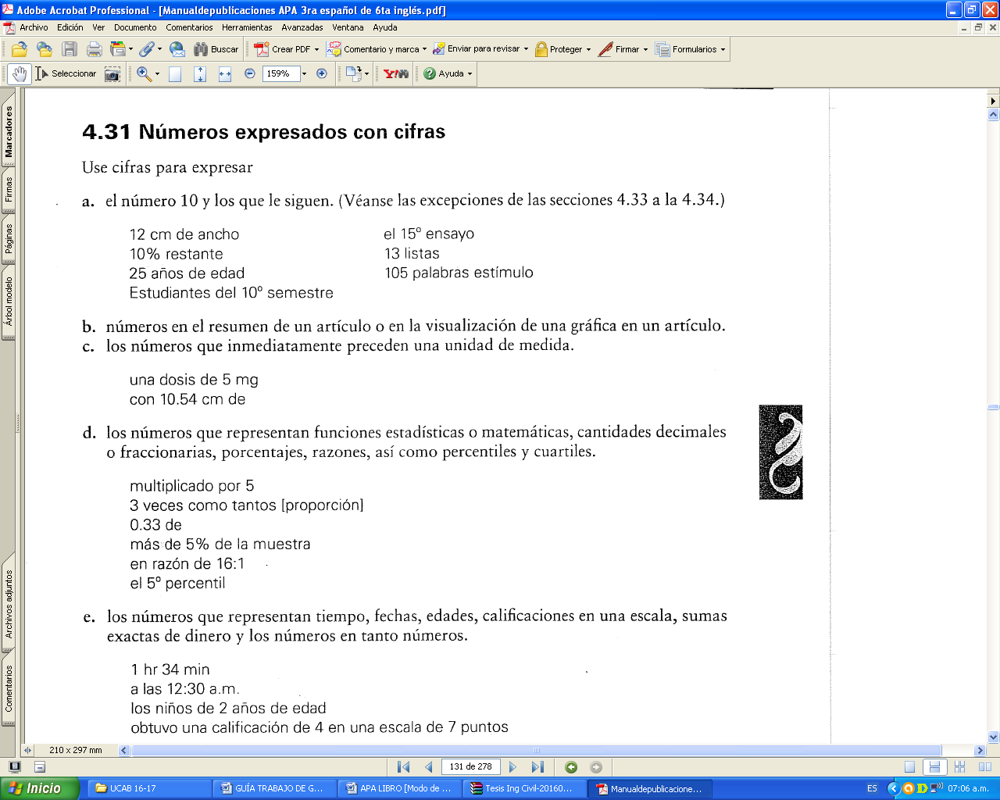 Adobe Acrobat Professional - [Manualdepublicaciones APA 3ra español de 6ta inglés.pdf]
Archivo Edición Ver Documento Comentarios Herramientas Avanzadas Ventana Ayuda
Buscar Crear PDF Comentario y marca Enviar para revisar Proteger Firmar Formularios
Seleccionar 159% Y! Ayuda
Marcadores
Firmas
Páginas
Árbol modelo
Archivos adjuntos
Comentarios
4.31 Números expresados con cifras
Use cifras para expresar
a. el número 10 y los que le siguen. (Véanse las excepciones de las secciones 4.33 a la 4.34.)
12 cm de ancho el 15º ensayo
10% restante 13 listas
25 años de edad 105 palabras estímulo
Estudiantes del 10º semestre
b. números en el resumen de un artículo o en la visualización de una gráfica en un artículo.
c. los números que inmediatamente preceden una unidad de medida.
una dosis de 5 mg
con 10.54 cm de
d. los números que representan funciones estadísticas o matemáticas, cantidades decimales
o fraccionarias, porcentajes, razones, así como percentiles y cuartiles.
multiplicado por 5
3 veces como tantos [proporción]
0.33 de
más de 5% de la muestra
en razón de 16:1
el 5º percentil
e. los números que representan tiempo, fechas, edades, calificaciones en una escala, sumas
exactas de dinero y los números en tanto números.
1 hr 34 min
a las 12:30 a.m.
los niños de 2 años de edad
obtuvo una calificación de 4 en una escala de 7 puntos
210 x 297 mm
131 de 278
Inicio UCAB 16-17 GUÍA TRABAJO DE G... APA LIBRO [Modo de ... Tesis Ing Civil-20160... Manualdepublicacione... ES 07:06 a.m.